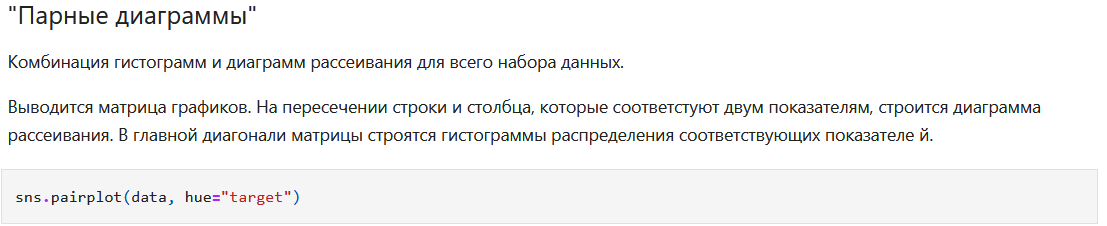 "Парные диаграммы"
Комбинация гистограмм и диаграмм рассеивания для всего набора данных.
Выводится матрица графиков. На пересечении строки и столбца, которые соответстуют двум показателям, строится диаграмма
рассеивания. В главной диагонали матрицы строятся гистограммы распределения соответствующих показателе й.
sns.pairplot(data, hue="target")